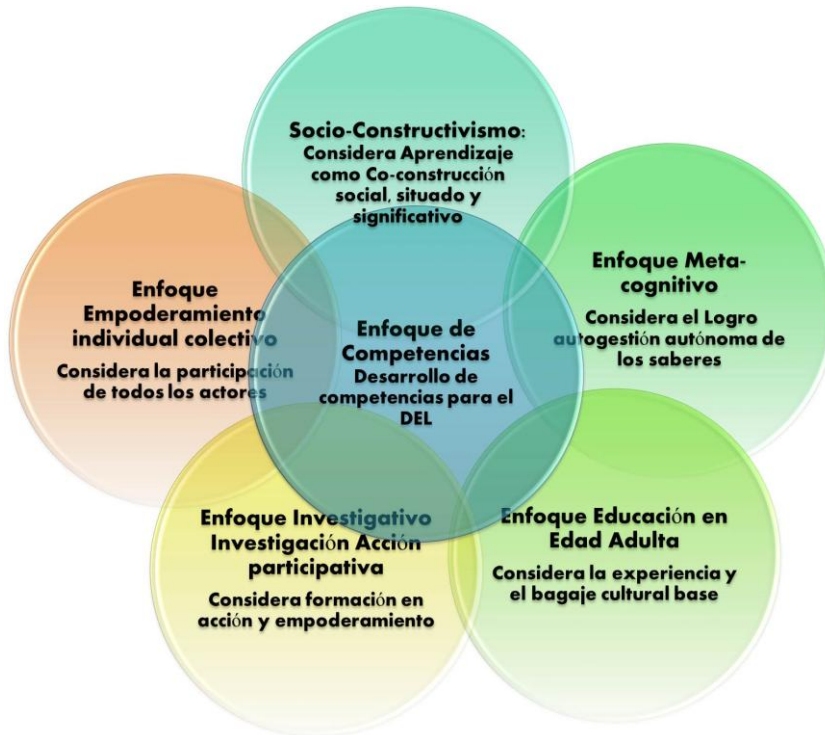 Socio-Constructivismo:
Considera Aprendizaje
como Co-construcción
social, situado y
significativo
Enfoque Meta-
cognitivo
Considera el Logro
autogestión autónoma de
los saberes
Enfoque
Empoderamiento
individual colectivo
Considera la participación
de todos los actores
Enfoque de
Competencias
Desarrollo de
competencias para el
DEL
Enfoque Investigativo
Investigación Acción
participativa
Considera formación en
acción y empoderamiento
Enfoque Educación en
Edad Adulta
Considera la experiencia y
el bagaje cultural base